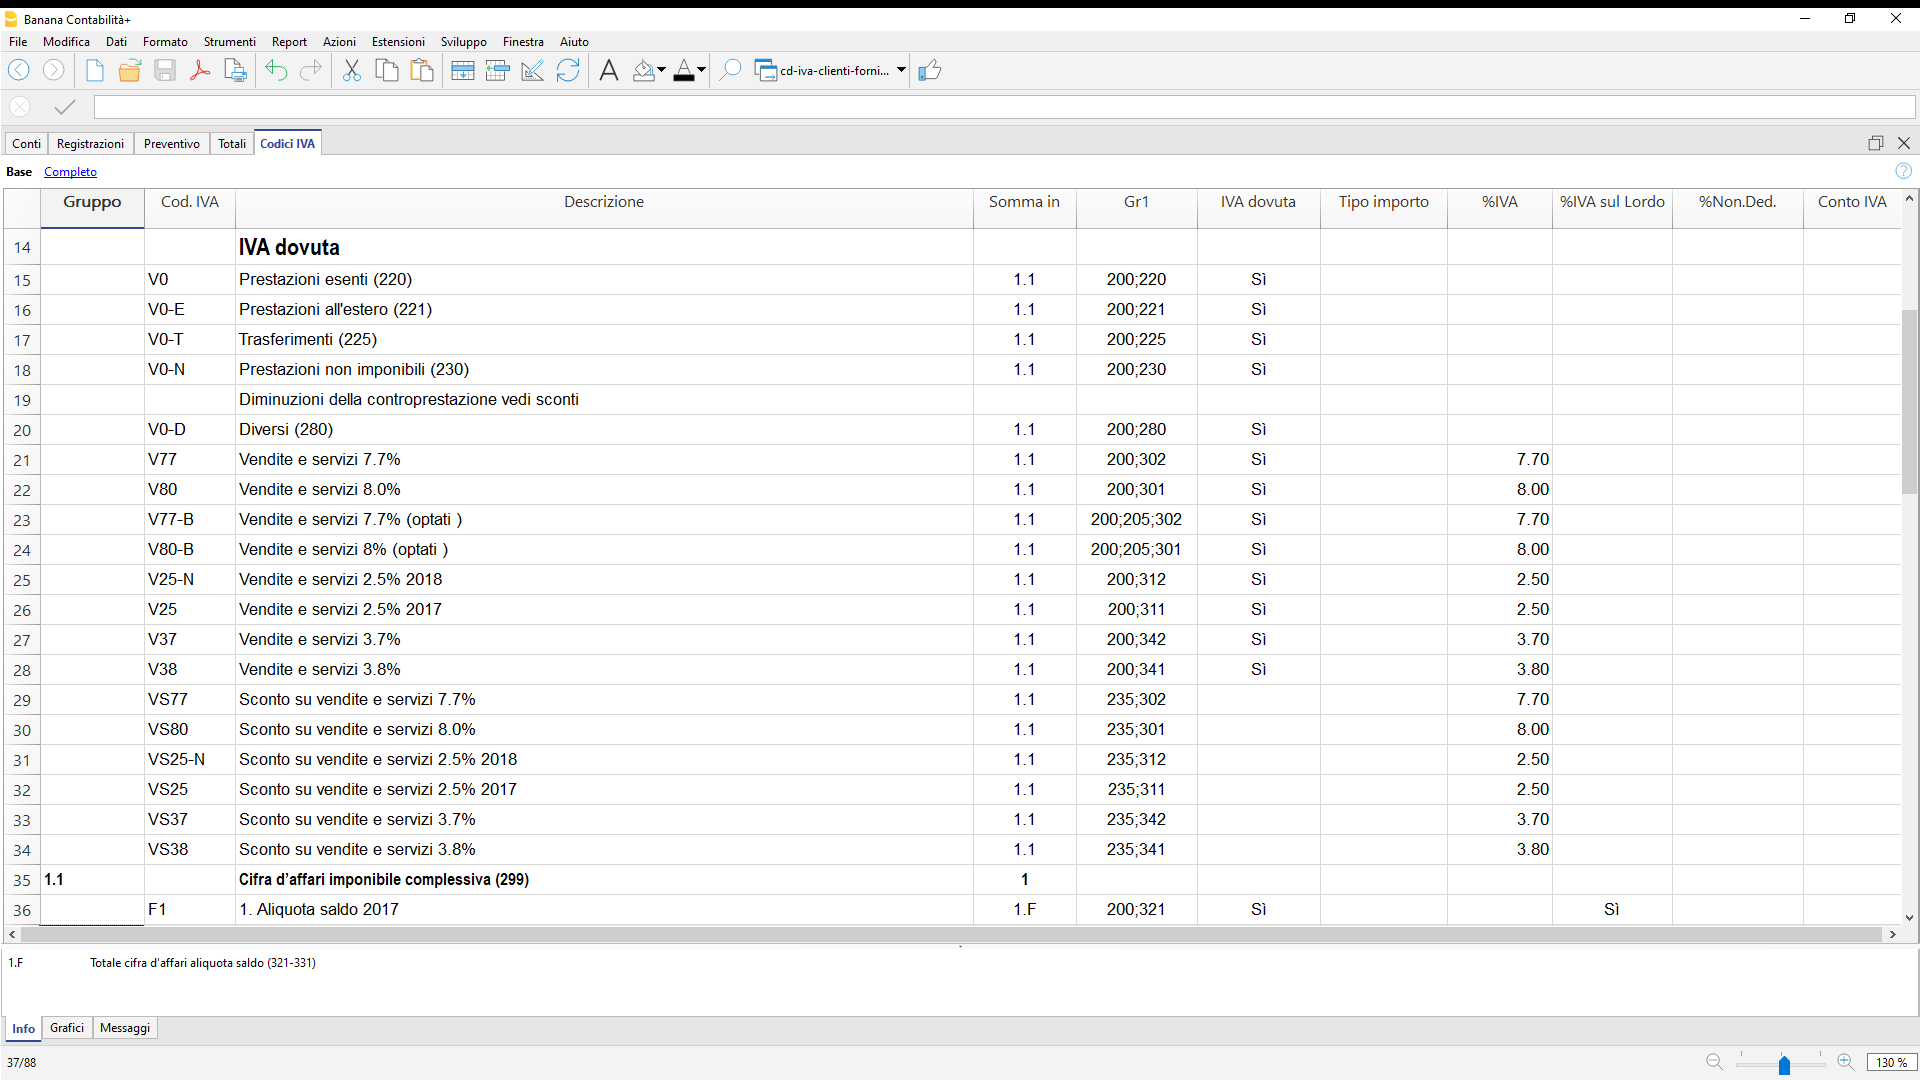 Banana Contabilità+
File Modifica Dati Formato Strumenti Report Azioni Estensioni Sviluppo Finestra Aiuto
cd-iva-clienti-forni...
Conti Registrazioni Preventivo Totali Codici IVA
Base Completo
Gruppo Cod. IVA Descrizione Somma in Gr1 IVA dovuta Tipo importo %IVA %IVA sul Lordo %Non.Ded. Conto IVA
14 IVA dovuta
15 V0 Prestazioni esenti (220) 1.1 200;220 Sì
16 V0-E Prestazioni all'estero (221) 1.1 200;221 Sì
17 V0-T Trasferimenti (225) 1.1 200;225 Sì
18 V0-N Prestazioni non imponibili (230) 1.1 200;230 Sì
19 Diminuzioni della controprestazione vedi sconti
20 V0-D Diversi (280) 1.1 200;280 Sì
21 V77 Vendite e servizi 7.7% 1.1 200;302 Sì 7.70
22 V80 Vendite e servizi 8.0% 1.1 200;301 Sì 8.00
23 V77-B Vendite e servizi 7.7% (optati ) 1.1 200;205;302 Sì 7.70
24 V80-B Vendite e servizi 8% (optati ) 1.1 200;205;301 Sì 8.00
25 V25-N Vendite e servizi 2.5% 2018 1.1 200;312 Sì 2.50
26 V25 Vendite e servizi 2.5% 2017 1.1 200;311 Sì 2.50
27 V37 Vendite e servizi 3.7% 1.1 200;342 Sì 3.70
28 V38 Vendite e servizi 3.8% 1.1 200;341 Sì 3.80
29 VS77 Sconto su vendite e servizi 7.7% 1.1 235;302 7.70
30 VS80 Sconto su vendite e servizi 8.0% 1.1 235;301 8.00
31 VS25-N Sconto su vendite e servizi 2.5% 2018 1.1 235;312 2.50
32 VS25 Sconto su vendite e servizi 2.5% 2017 1.1 235;311 2.50
33 VS37 Sconto su vendite e servizi 3.7% 1.1 235;342 3.70
34 VS38 Sconto su vendite e servizi 3.8% 1.1 235;341 3.80
35 1.1 Cifra d’affari imponibile complessiva (299) 1
36 F1 1. Aliquota saldo 2017 1.F 200;321 Sì Sì
1.F Totale cifra d'affari aliquota saldo (321-331)
Info Grafici Messaggi
37/88 130 %